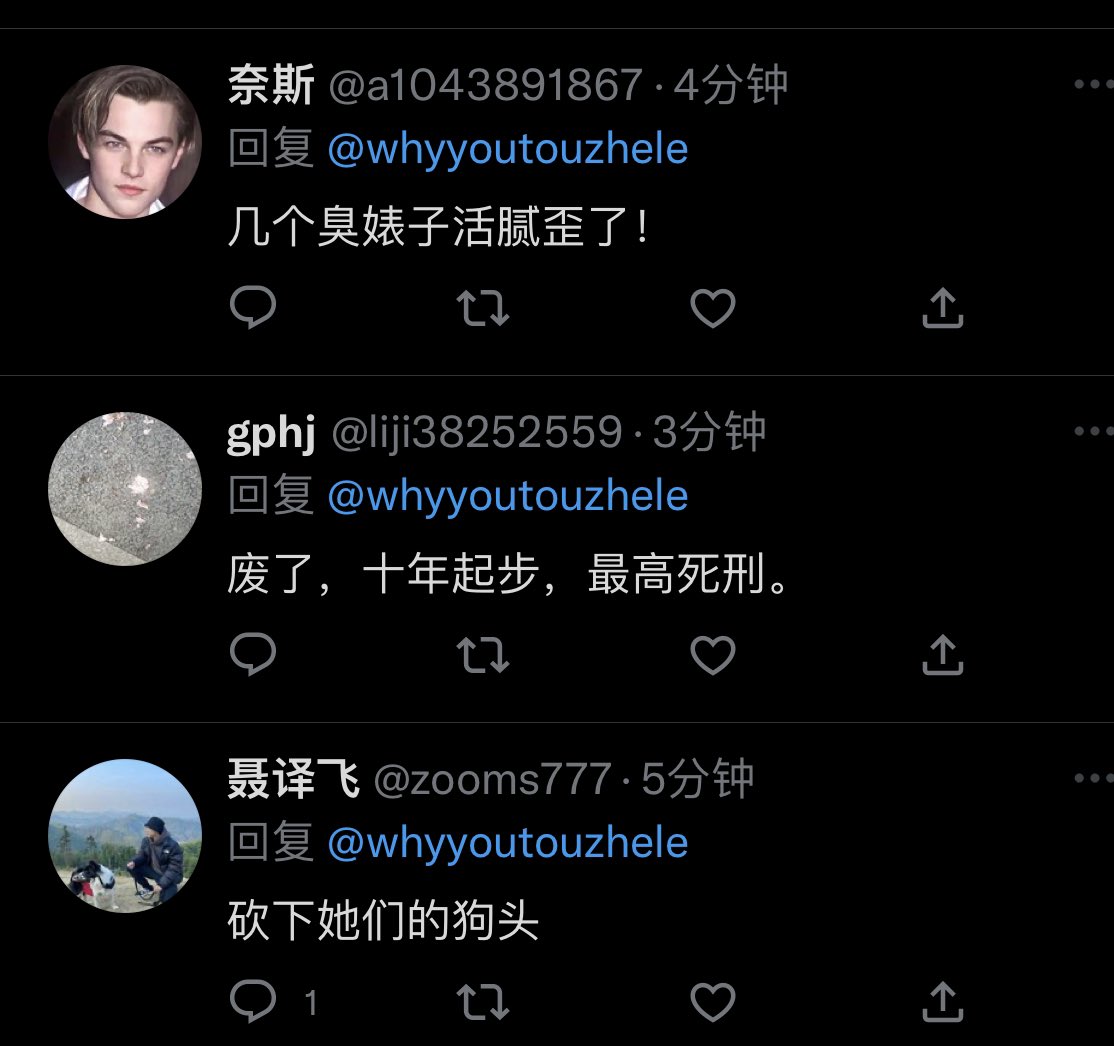 奈斯 @a1043891867 · 4分钟
回复 @whyyoutouzhele
几个臭婊子活腻歪了！
gphj @liji38252559 · 3分钟
回复 @whyyoutouzhele
废了，十年起步，最高死刑。
聂译飞 @zooms777 · 5分钟
回复 @whyyoutouzhele
砍下她们的狗头
1